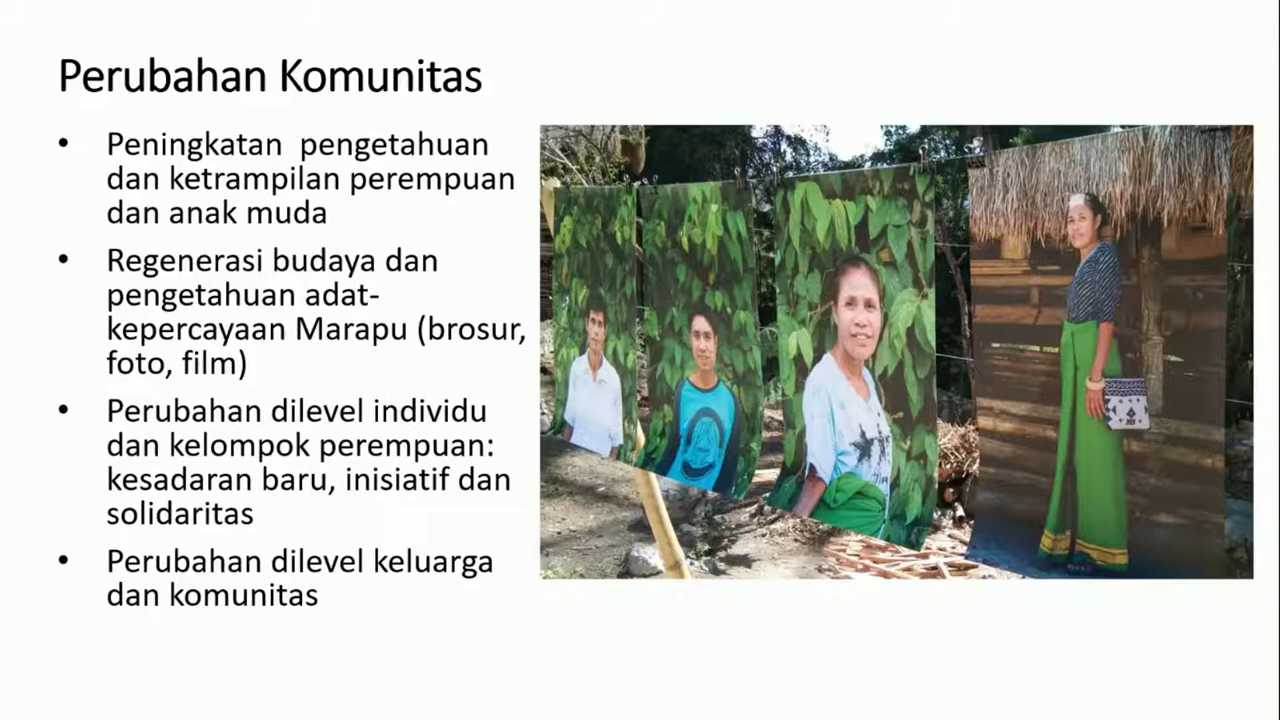 Perubahan Komunitas
• Peningkatan pengetahuan
dan ketrampilan perempuan
dan anak muda
• Regenerasi budaya dan
pengetahuan adat-
kepercayaan Marapu (brosur,
foto, film)
• Perubahan dilevel individu
dan kelompok perempuan:
kesadaran baru, inisiatif dan
solidaritas
• Perubahan dilevel keluarga
dan komunitas